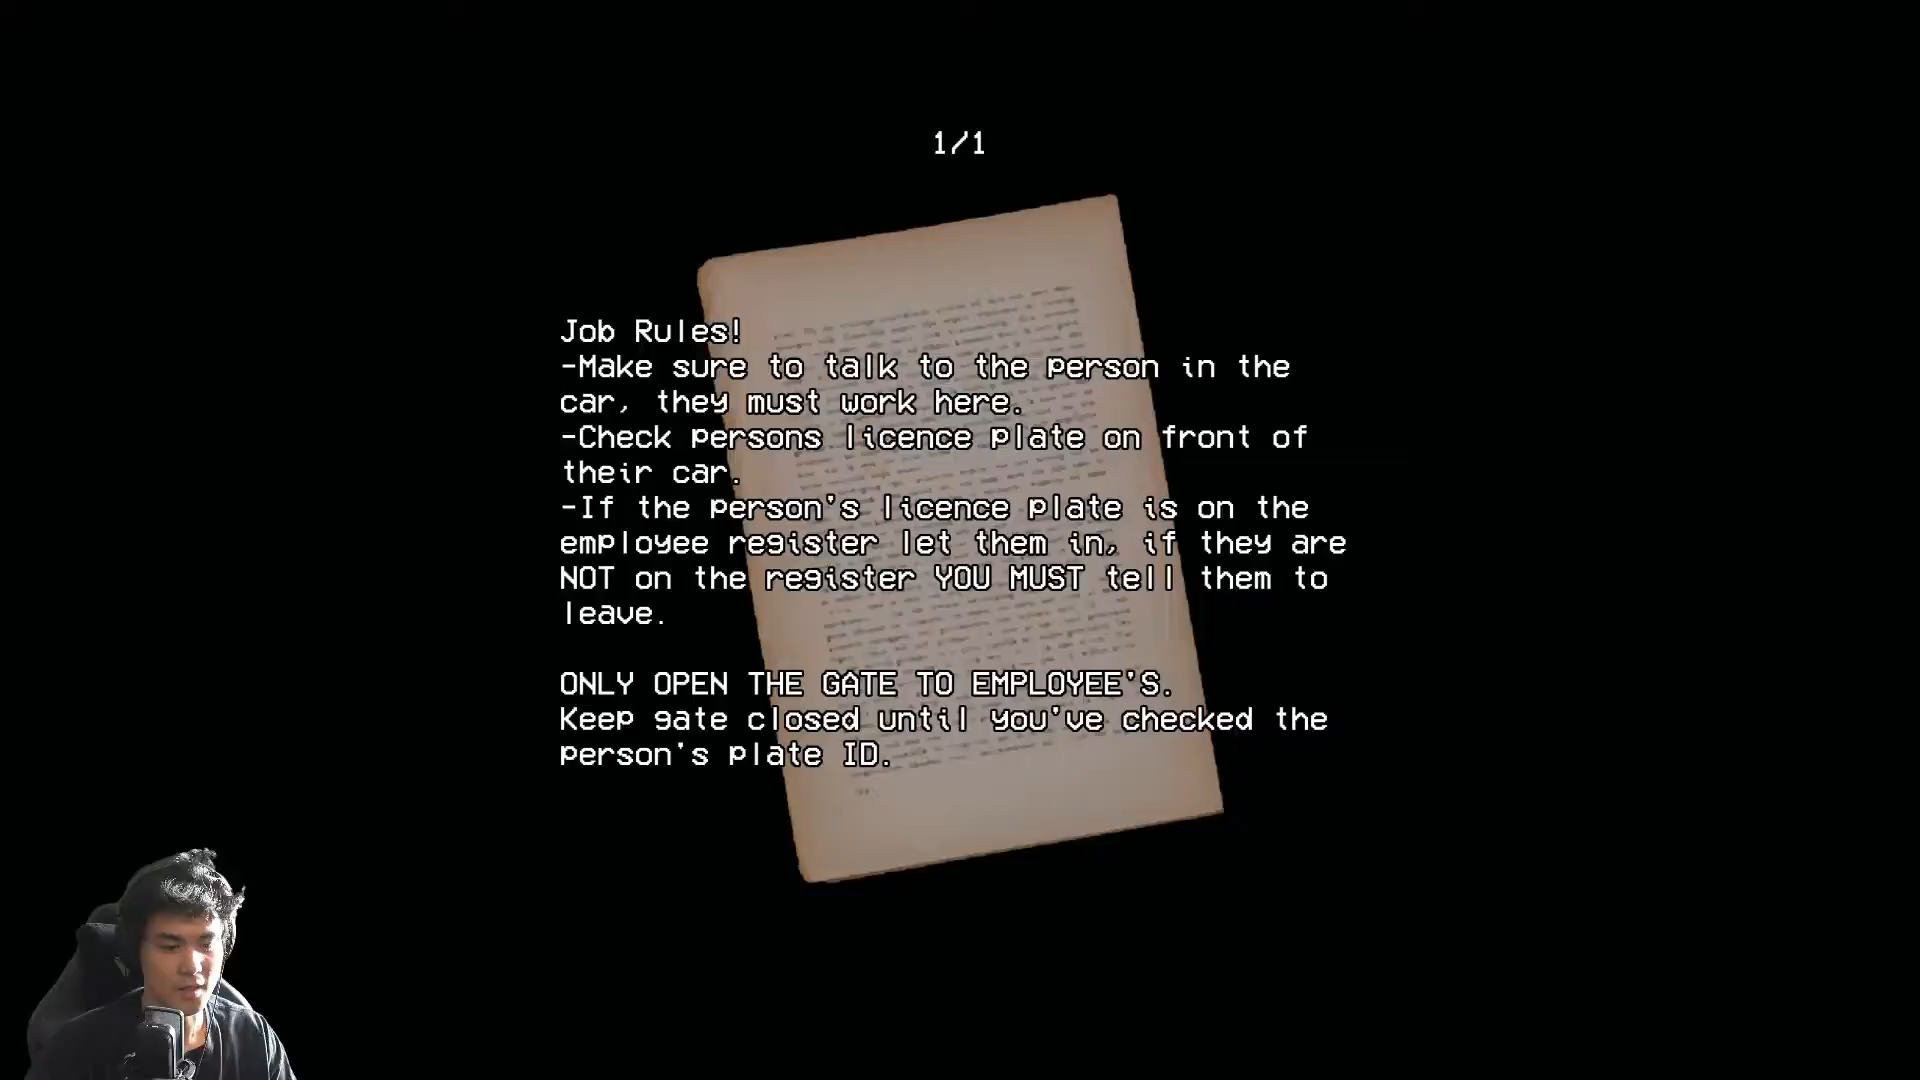 1/1
Job Rules!
-Make sure to talk to the person in the
car, they must work here.
-Check persons licence plate on front of
their car.
-If the person's licence plate is on the
employee register let them in, if they are
NOT on the register YOU MUST tell them to
leave.
ONLY OPEN THE GATE TO EMPLOYEE'S.
Keep gate closed until you've checked the
person's plate ID.